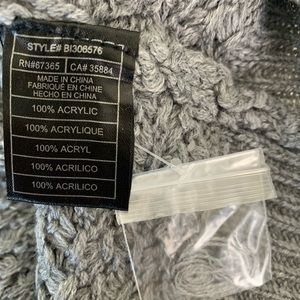 STYLE# BI306576
RN#67365 CA# 35884
MADE IN CHINA
FABRIQUÉ EN CHINE
HECHO EN CHINA
100% ACRYLIC
100% ACRYLIQUE
100% ACRYL
100% ACRILICO
100% ACRILICO